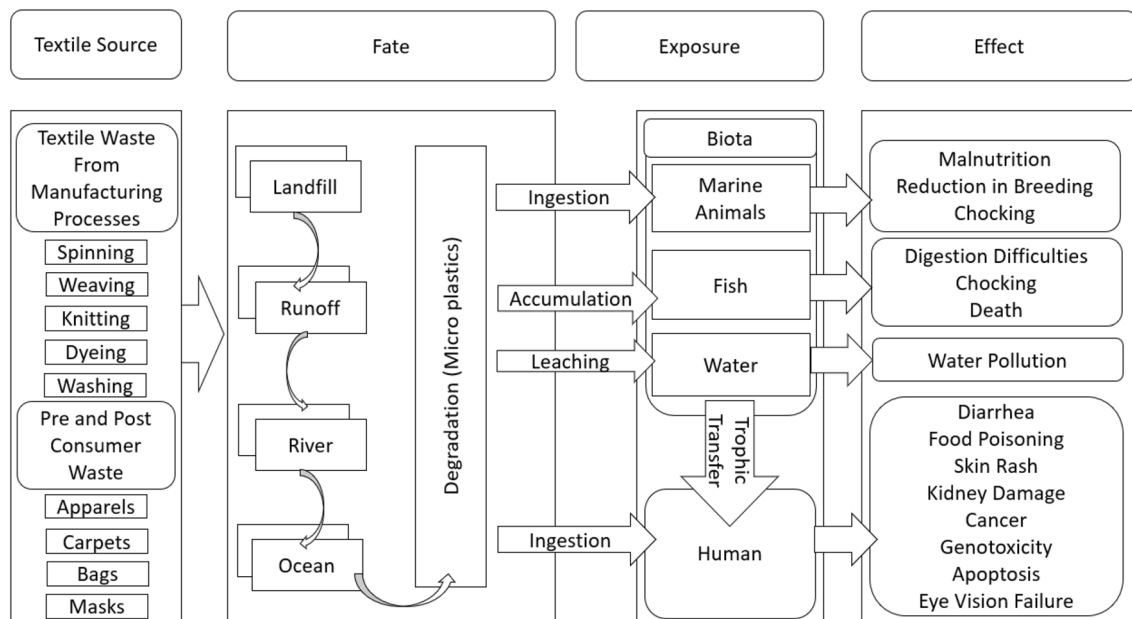 Textile Source
Fate
Exposure
Effect
Textile Waste
From
Manufacturing
Processes
Spinning
Weaving
Knitting
Dyeing
Washing
Pre and Post
Consumer
Waste
Apparels
Carpets
Bags
Masks
Landfill
Runoff
River
Ocean
Degradation (Micro plastics)
Ingestion
Accumulation
Leaching
Ingestion
Biota
Marine
Animals
Fish
Water
Trophic
Transfer
Human
Malnutrition
Reduction in Breeding
Chocking
Digestion Difficulties
Chocking
Death
Water Pollution
Diarrhea
Food Poisoning
Skin Rash
Kidney Damage
Cancer
Genotoxicity
Apoptosis
Eye Vision Failure